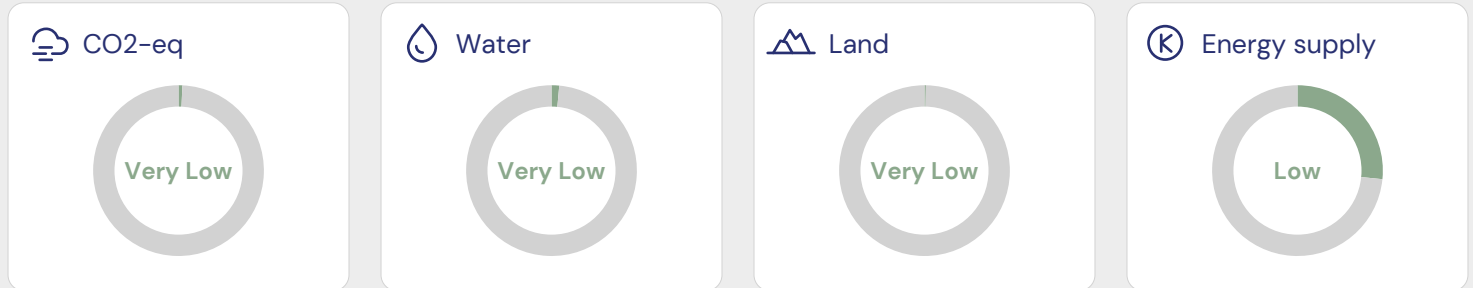 CO2-eq
Very Low
Water
Very Low
Land
Very Low
Energy supply
Low